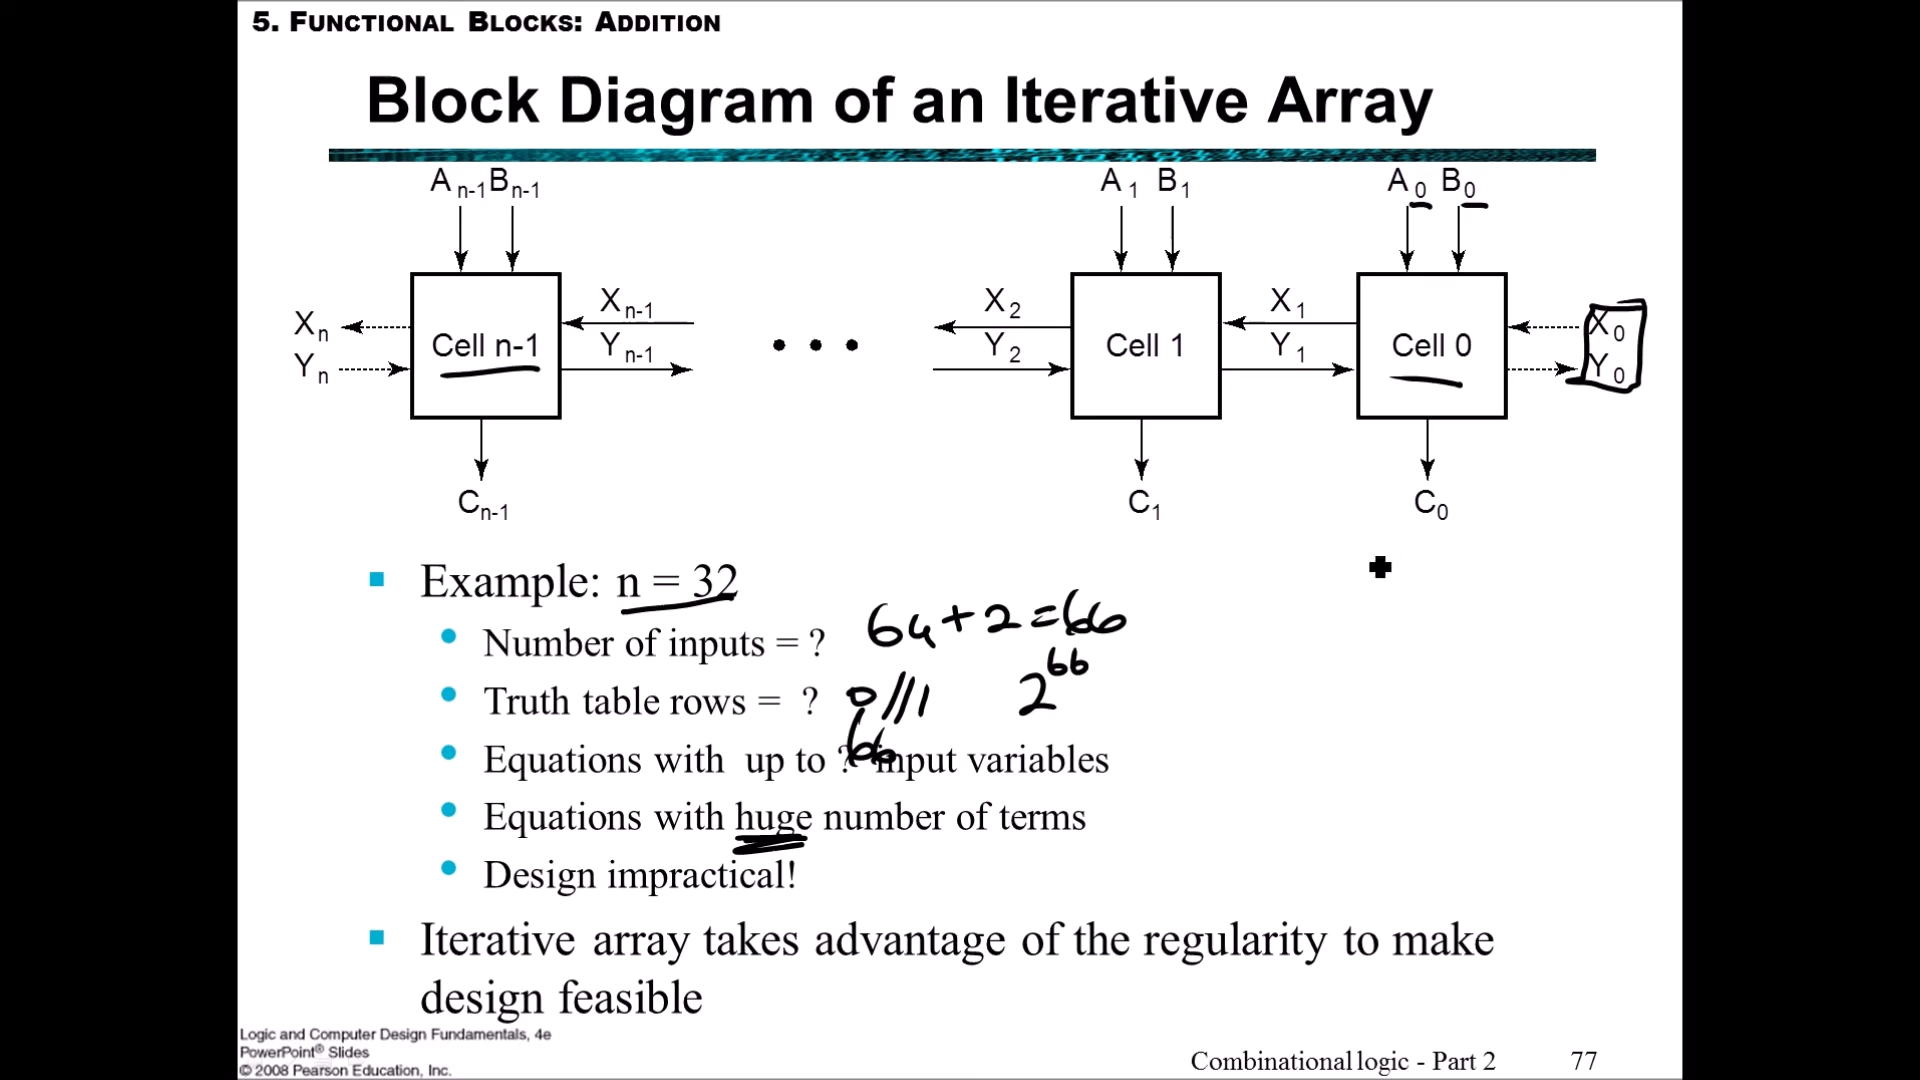 5. FUNCTIONAL BLOCKS: ADDITION
Block Diagram of an Iterative Array
A n-1 B n-1 A 1 B 1 A 0 B 0
X n X n-1 X 2 X 1 X 0
Cell n-1 • • • Cell 1 Cell 0
Y n Y n-1 Y 2 Y 1 Y 0
C n-1 C 1 C 0
Example: n = 32
Number of inputs = ? 64+2=66
Truth table rows = ? 0///1 2^66
66
Equations with up to ? input variables
Equations with huge number of terms
Design impractical!
Iterative array takes advantage of the regularity to make
design feasible
Logic and Computer Design Fundamentals, 4e
PowerPoint® Slides
© 2008 Pearson Education, Inc.
Combinational logic - Part 2 77